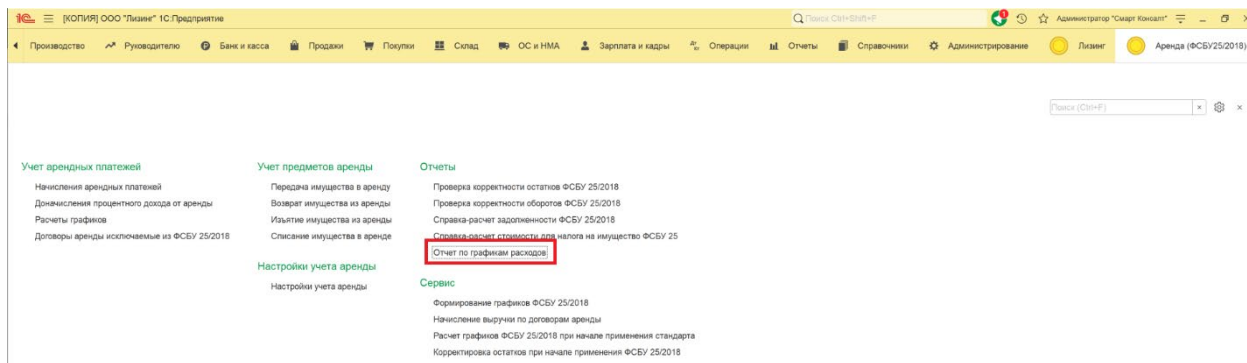 1С [КОПИЯ] ООО "Лизинг" 1С:Предприятие Поиск Ctrl+Shift+F 1 Администратор "Смарт Консалт"
Производство Руководителю Банк и касса Продажи Покупки Склад ОС и НМА Зарплата и кадры Дт Кт Операции Отчеты Справочники Администрирование Лизинг Аренда (ФСБУ25/2018)
Поиск (Ctrl+F)
Учет арендных платежей
Начисления арендных платежей
Доначисления процентного дохода от аренды
Расчеты графиков
Договоры аренды исключаемые из ФСБУ 25/2018
Учет предметов аренды
Передача имущества в аренду
Возврат имущества из аренды
Изъятие имущества из аренды
Списание имущества в аренде
Настройки учета аренды
Настройки учета аренды
Отчеты
Проверка корректности остатков ФСБУ 25/2018
Проверка корректности оборотов ФСБУ 25/2018
Справка-расчет задолженности ФСБУ 25/2018
Справка-расчет стоимости для налога на имущество ФСБУ 25
Отчет по графикам расходов
Сервис
Формирование графиков ФСБУ 25/2018
Начисление выручки по договорам аренды
Расчет графиков ФСБУ 25/2018 при начале применения стандарта
Корректировка остатков при начале применения ФСБУ 25/2018